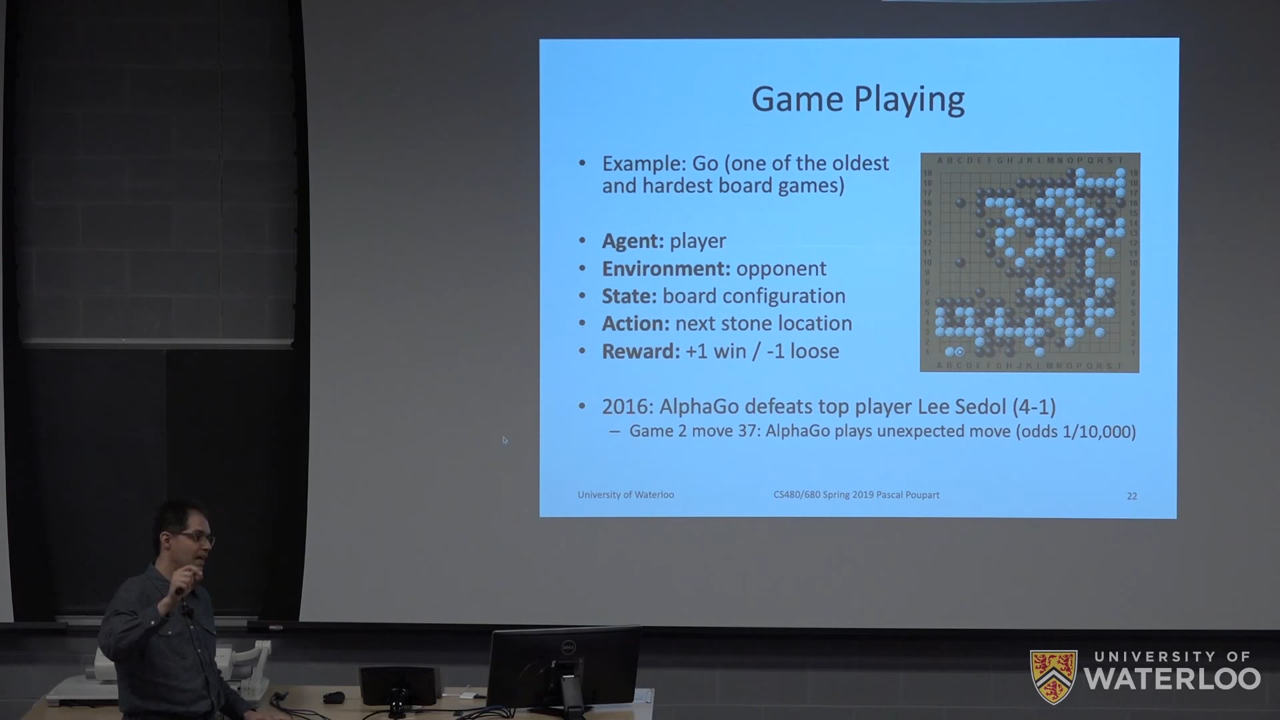 Game Playing
• Example: Go (one of the oldest
and hardest board games)
• Agent: player
• Environment: opponent
• State: board configuration
• Action: next stone location
• Reward: +1 win / -1 loose
• 2016: AlphaGo defeats top player Lee Sedol (4-1)
– Game 2 move 37: AlphaGo plays unexpected move (odds 1/10,000)
University of Waterloo
CS480/680 Spring 2019 Pascal Poupart
22
UNIVERSITY OF
WATERLOO